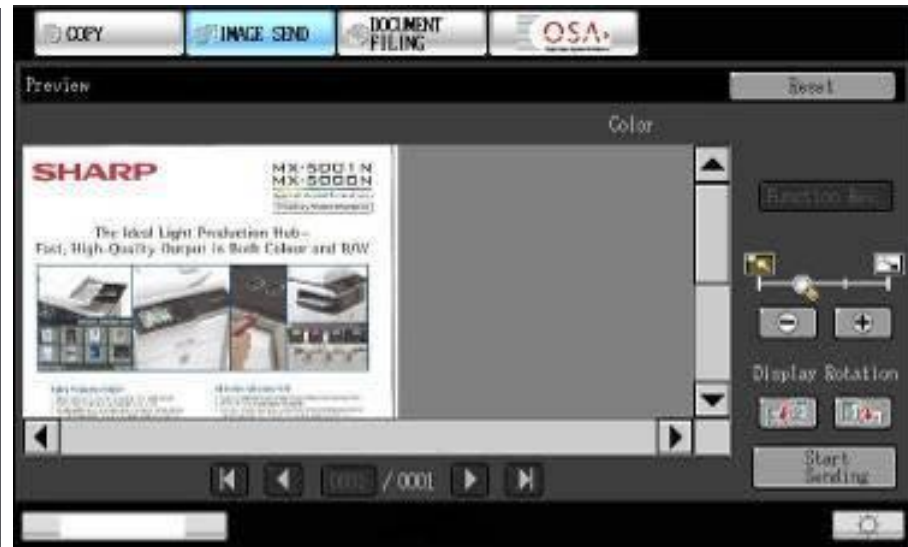 COPY
IMAGE SEND
DOCUMENT
FILING
OSA
Preview
Reset
Color
SHARP
MX-5001N
MX-5000N
The Ideal Light Production Hub–
Fast, High-Quality Output in Both Colour and B/W
Display Rotation
/ 0001
Start
Sending